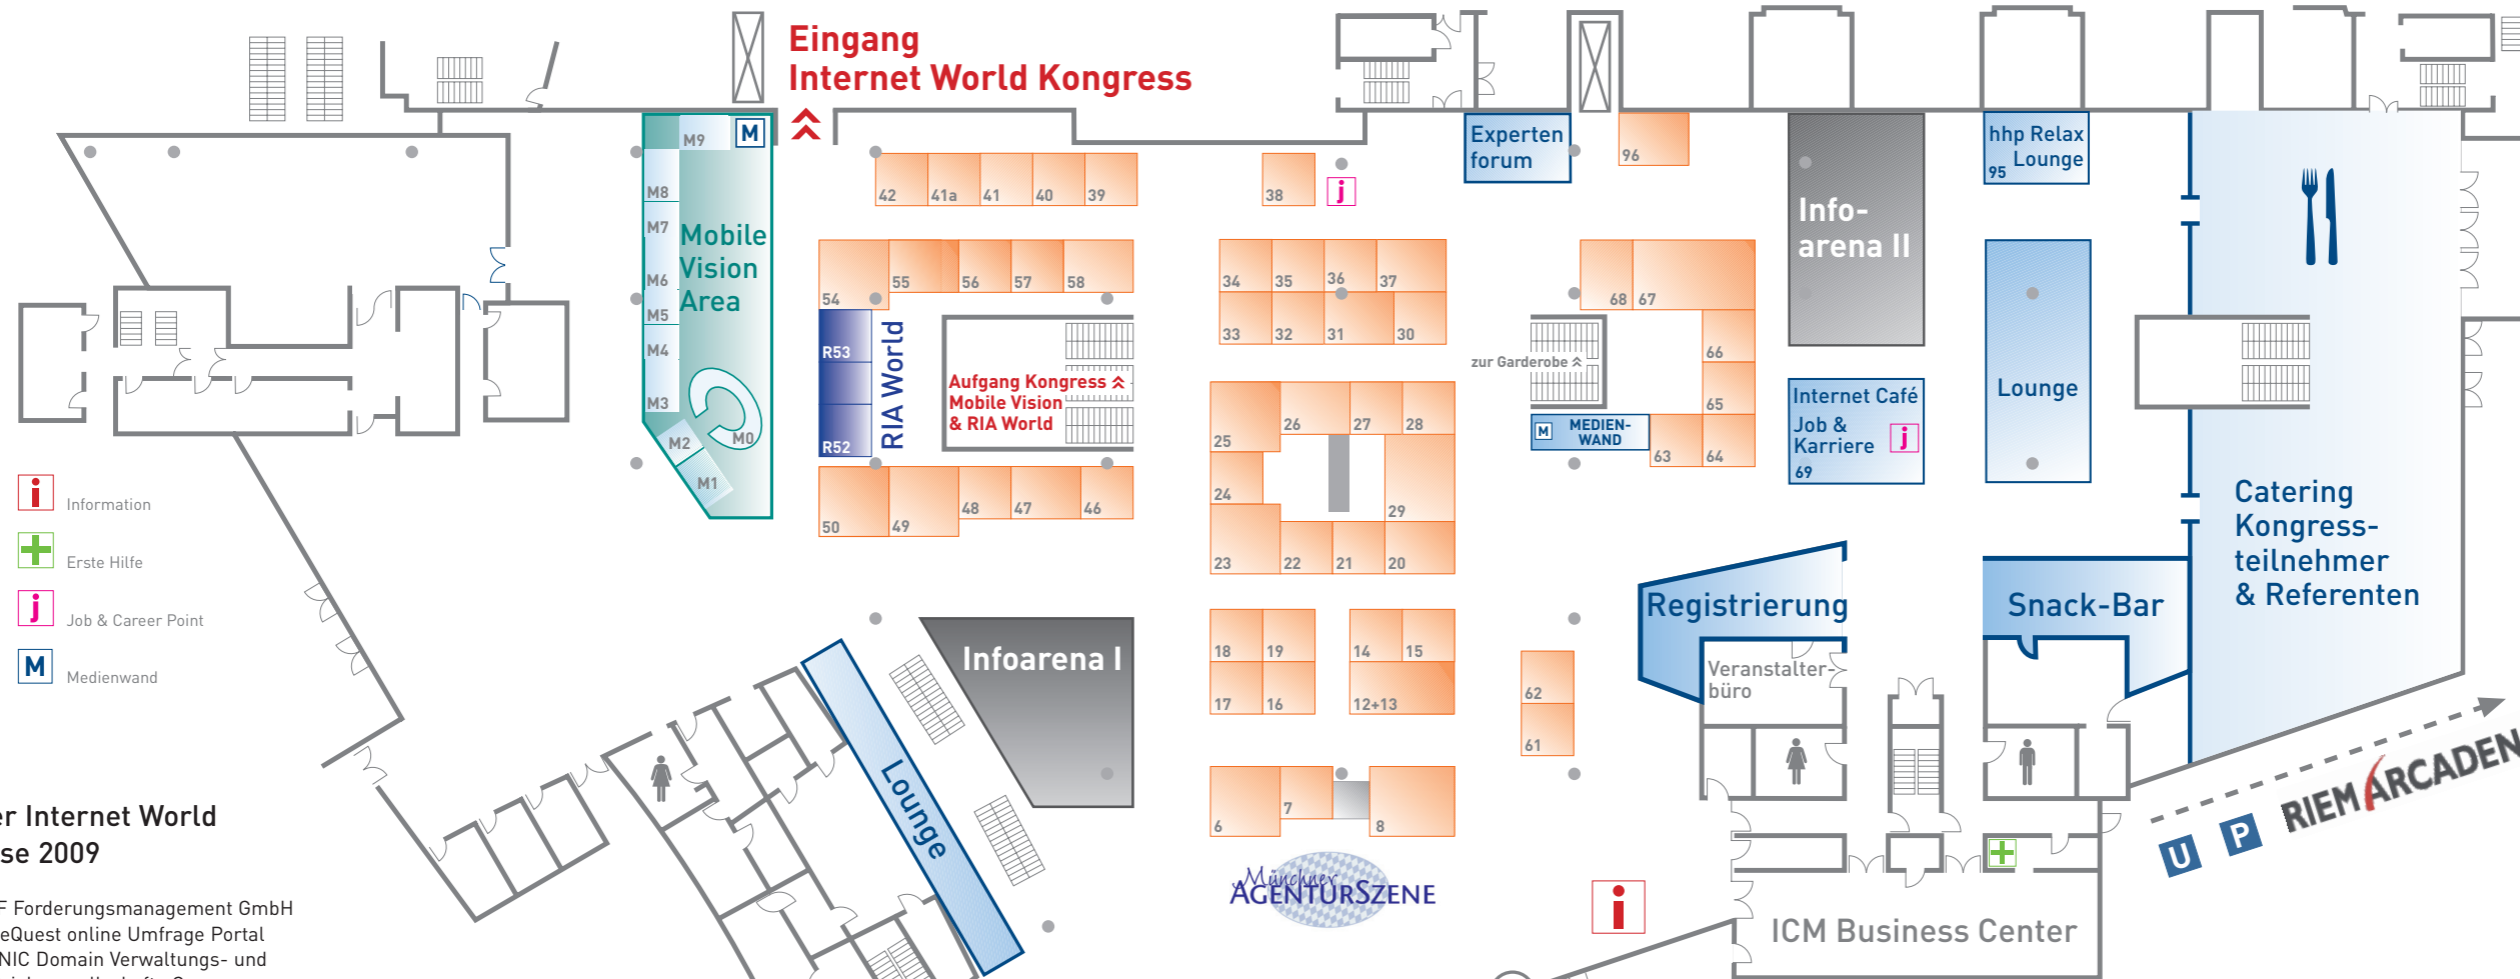 Eingang
Internet World Kongress
M9
M
M8
M7
M6
M5
M4
M3
M2
M1
M0
Mobile
Vision
Area
42
41a
41
40
39
38
j
Experten
forum
96
Info-
arena II
hhp Relax
Lounge
95
54
55
56
57
58
R53
R52
RIA World
Aufgang Kongress
Mobile Vision
& RIA World
50
49
48
47
46
34
35
36
37
33
32
31
30
25
26
27
28
24
29
23
22
21
20
18
19
17
16
14
15
12+13
6
7
8
62
61
68
67
66
65
64
63
zur Garderobe
M
MEDIEN-
WAND
Internet Café
Job &
Karriere
j
69
Lounge
Catering
Kongress-
teilnehmer
& Referenten
Registrierung
Snack-Bar
Veranstalter-
büro
Infoarena I
Lounge
i
Information
Erste Hilfe
j
Job & Career Point
M
Medienwand
er Internet World
se 2009
F Forderungsmanagement GmbH
eQuest online Umfrage Portal
NIC Domain Verwaltungs- und
Münchner
AGENTURSZENE
i
ICM Business Center
U
P
RIEM ARCADEN